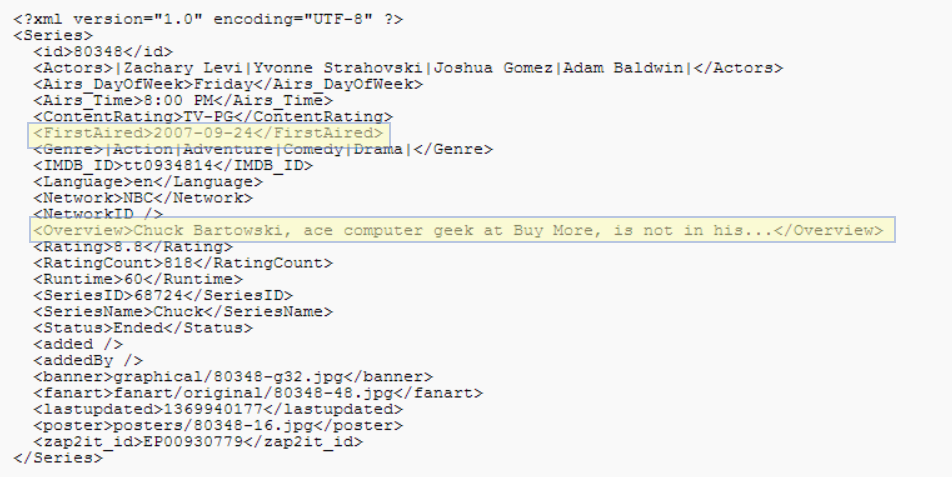 <?xml version="1.0" encoding="UTF-8" ?>
<Series>
<id>80348</id>
<Actors>|Zachary Levi|Yvonne Strahovski|Joshua Gomez|Adam Baldwin|</Actors>
<Airs_DayOfWeek>Friday</Airs_DayOfWeek>
<Airs_Time>8:00 PM</Airs_Time>
<ContentRating>TV-PG</ContentRating>
<FirstAired>2007-09-24</FirstAired>
<Genre>|Action|Adventure|Comedy|Drama|</Genre>
<IMDB_ID>tt0934814</IMDB_ID>
<Language>en</Language>
<Network>NBC</Network>
<NetworkID />
<Overview>Chuck Bartowski, ace computer geek at Buy More, is not in his...</Overview>
<Rating>8.8</Rating>
<RatingCount>818</RatingCount>
<Runtime>60</Runtime>
<SeriesID>68724</SeriesID>
<SeriesName>Chuck</SeriesName>
<Status>Ended</Status>
<added />
<addedBy />
<banner>graphical/80348-g32.jpg</banner>
<fanart>fanart/original/80348-48.jpg</fanart>
<lastupdated>1369940177</lastupdated>
<poster>posters/80348-16.jpg</poster>
<zap2it_id>EP00930779</zap2it_id>
</Series>